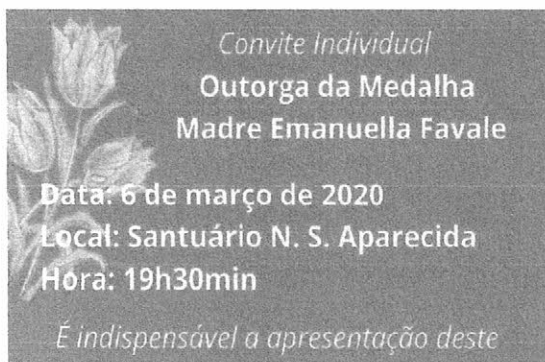 Convite Individual
Outorga da Medalha
Madre Emanuella Favale
Data: 6 de março de 2020
Local: Santuário N. S. Aparecida
Hora: 19h30min
É indispensável a apresentação deste